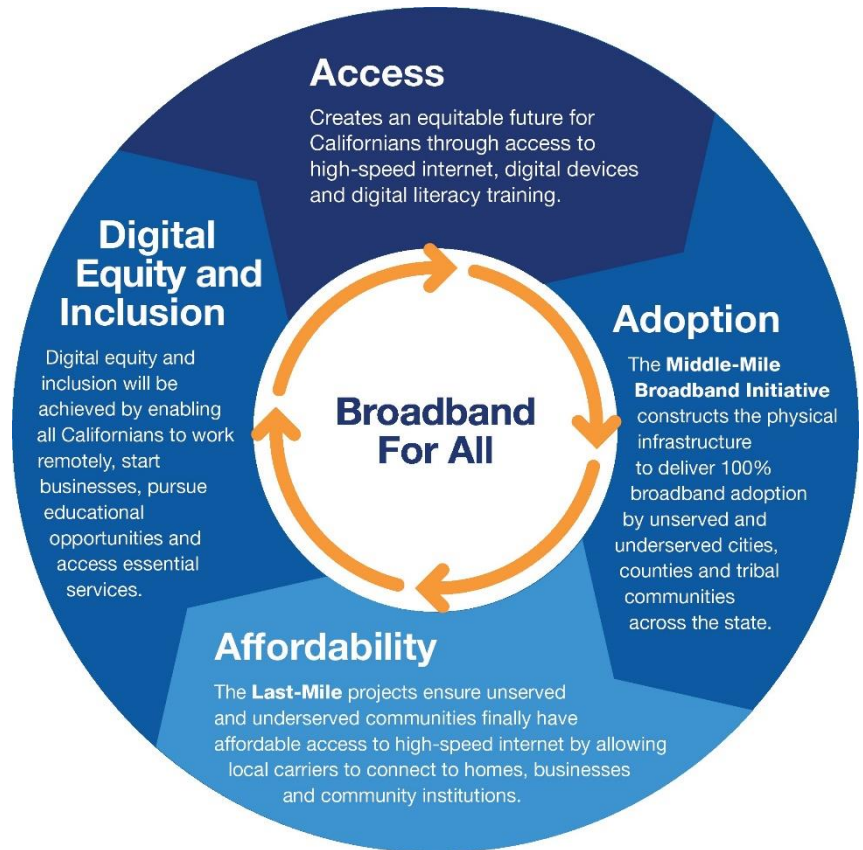 Access
Creates an equitable future for
Californians through access to
high-speed internet, digital devices
and digital literacy training.
Adoption
The Middle-Mile
Broadband Initiative
constructs the physical
infrastructure
to deliver 100%
broadband adoption
by unserved and
underserved cities,
counties and tribal
communities
across the state.
Affordability
The Last-Mile projects ensure unserved
and underserved communities finally have
affordable access to high-speed internet by allowing
local carriers to connect to homes, businesses
and community institutions.
Digital
Equity and
Inclusion
Digital equity and
inclusion will be
achieved by enabling
all Californians to work
remotely, start
businesses, pursue
educational
opportunities and
access essential
services.
Broadband
For All